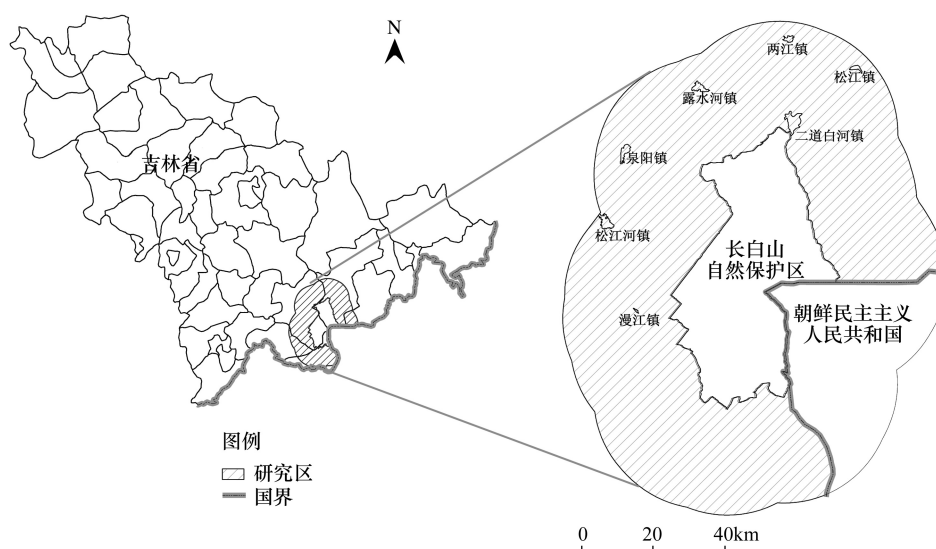 N
吉林省
两江镇
松江镇
露水河镇
二道白河镇
泉阳镇
松江河镇
长白山
自然保护区
漫江镇
朝鲜民主主义
人民共和国
图例
研究区
国界
0 20 40km